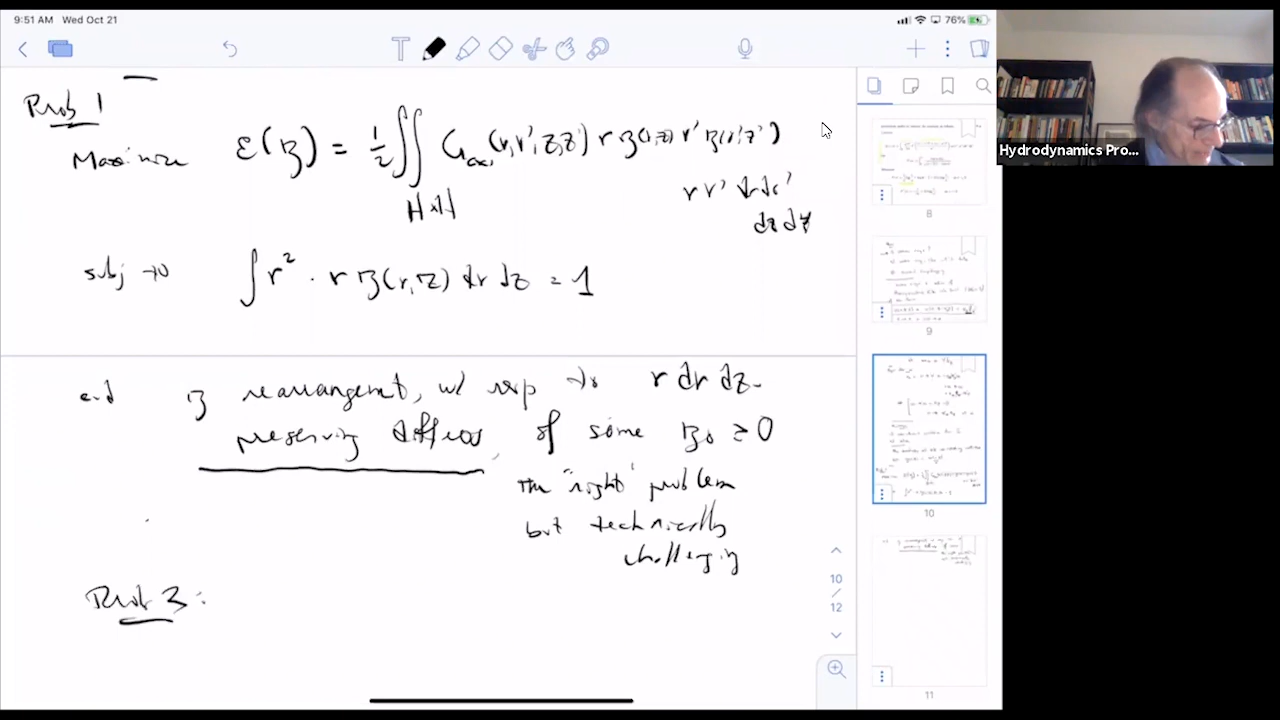 9:51 AM Wed Oct 21
76%
Prob 1
Maximize ℰ(ζ) = 1/2 ∬ G_ax(r,r',z,z') r ζ(r,z) r' ζ(r',z')
H×H
r r' dr dr'
dz dz'
subj to ∫ r² · r ζ(r,z) dr dz = 1
and ζ rearrangemt, w/ resp to r dr dz-
preserving diffeos, of some ζ₀ ≥ 0
The "right" problem
but technically
challenging
Prob 3:
Hydrodynamics Pro...
8
9
10
11
10
/
12